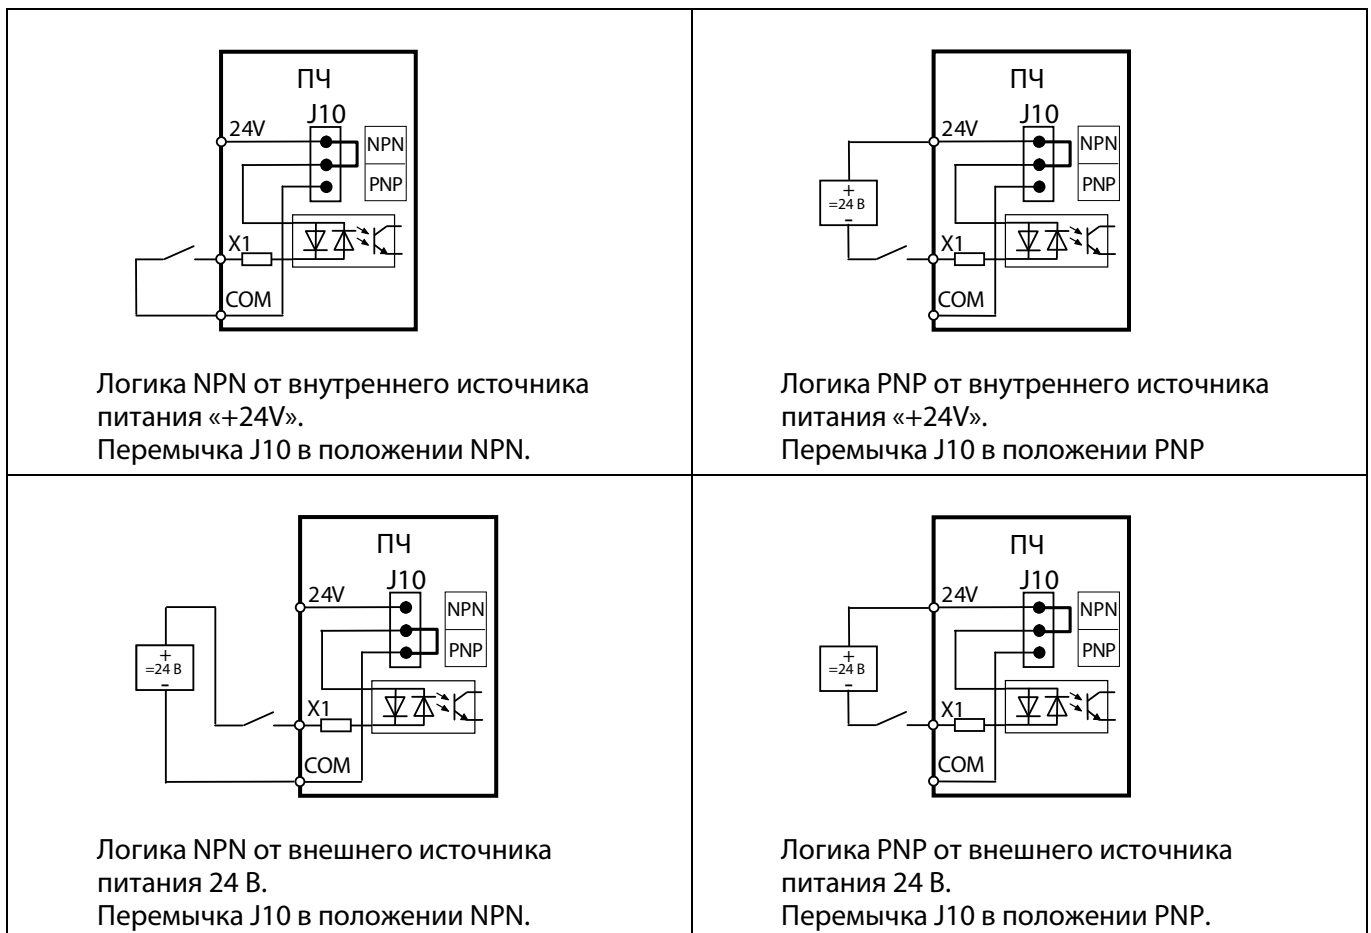 ПЧ
J10
24V
NPN
PNP
X1
COM
Логика NPN от внутреннего источника
питания «+24V».
Перемычка J10 в положении NPN.
ПЧ
J10
24V
NPN
PNP
+
=24 В
-
X1
COM
Логика PNP от внутреннего источника
питания «+24V».
Перемычка J10 в положении PNP
ПЧ
J10
24V
NPN
PNP
+
=24 В
-
X1
COM
Логика NPN от внешнего источника
питания 24 В.
Перемычка J10 в положении NPN.
ПЧ
J10
24V
NPN
PNP
+
=24 В
-
X1
COM
Логика PNP от внешнего источника
питания 24 В.
Перемычка J10 в положении PNP.